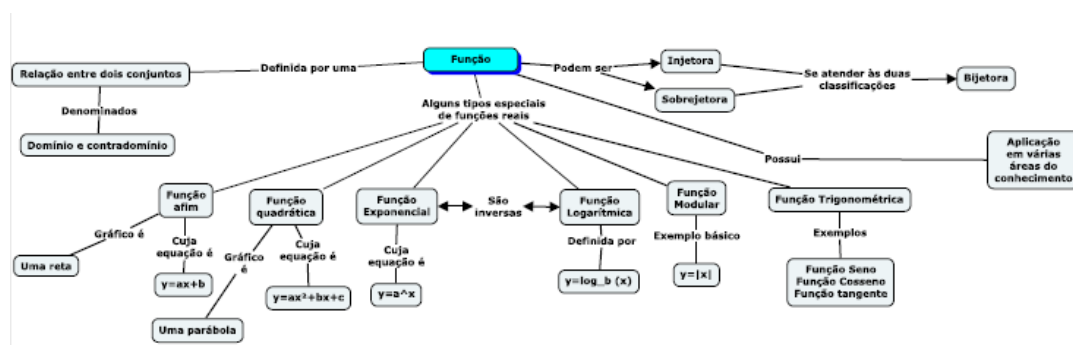 Função
Definida por uma
Relação entre dois conjuntos
Denominados
Domínio e contradomínio
Podem ser
Injetora
Sobrejetora
Se atender às duas
classificações
Bijetora
Possui
Aplicação
em várias
áreas do
conhecimento
Alguns tipos especiais
de funções reais
Função
afim
Gráfico é
Uma reta
Cuja
equação é
y=ax+b
Função
quadrática
Gráfico
é
Uma parábola
Cuja
equação é
y=ax²+bx+c
Função
Exponencial
Cuja
equação é
y=a^x
São
inversas
Função
Logarítmica
Definida por
y=log_b (x)
Função
Modular
Exemplo básico
y=|x|
Função Trigonométrica
Exemplos
Função Seno
Função Cosseno
Função tangente